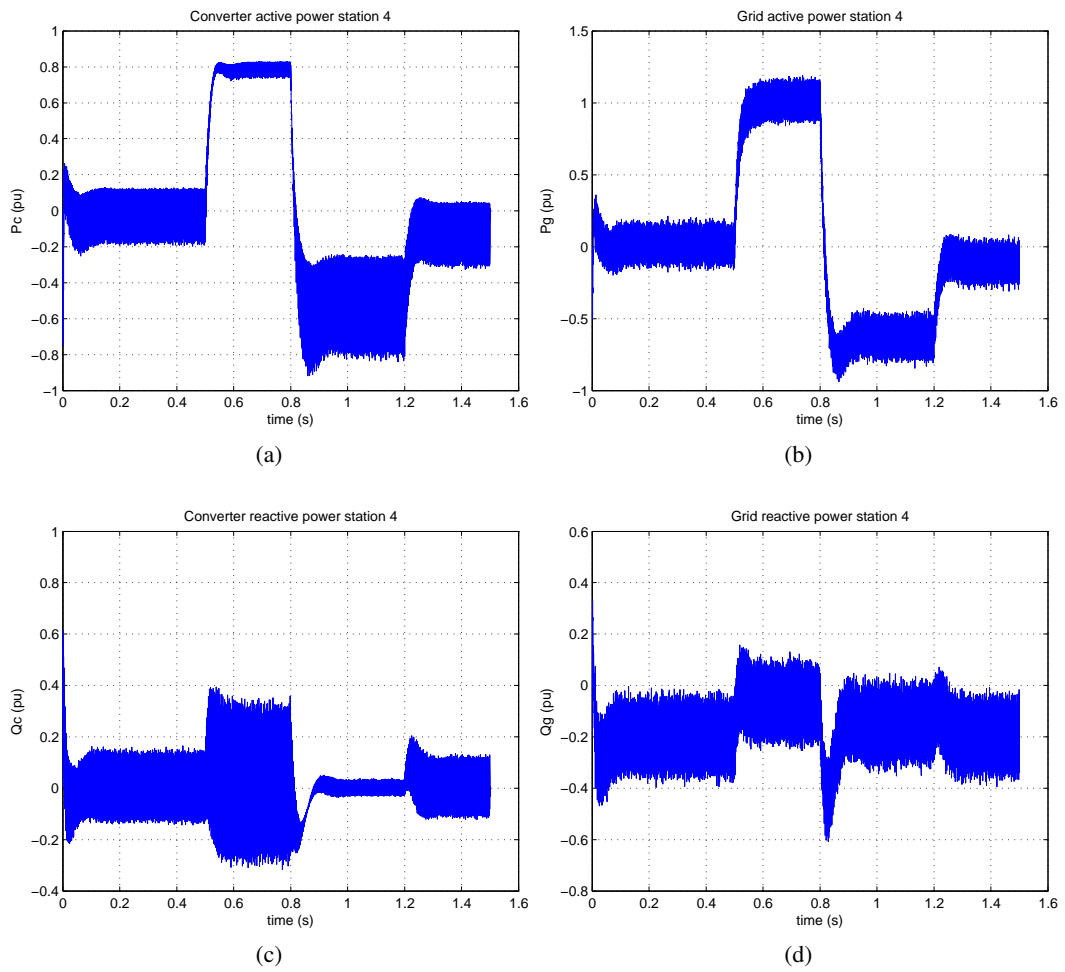 Converter active power station 4
1
0.8
0.6
0.4
0.2
0
−0.2
−0.4
−0.6
−0.8
−1
Pc (pu)
0 0.2 0.4 0.6 0.8 1 1.2 1.4 1.6
time (s)
(a)
Grid active power station 4
1.5
1
0.5
0
−0.5
−1
Pg (pu)
0 0.2 0.4 0.6 0.8 1 1.2 1.4 1.6
time (s)
(b)
Converter reactive power station 4
1
0.8
0.6
0.4
0.2
0
−0.2
−0.4
Qc (pu)
0 0.2 0.4 0.6 0.8 1 1.2 1.4 1.6
time (s)
(c)
Grid reactive power station 4
0.6
0.4
0.2
0
−0.2
−0.4
−0.6
−0.8
Qg (pu)
0 0.2 0.4 0.6 0.8 1 1.2 1.4 1.6
time (s)
(d)